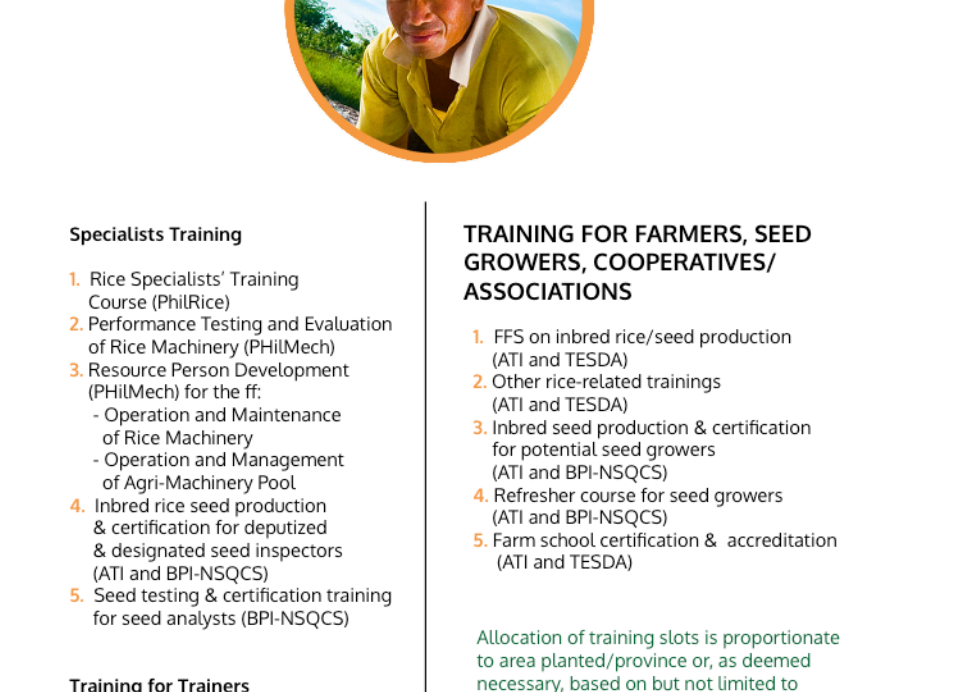 Specialists Training
1. Rice Specialists' Training
Course (PhilRice)
2. Performance Testing and Evaluation
of Rice Machinery (PHilMech)
3. Resource Person Development
(PHilMech) for the ff:
- Operation and Maintenance
of Rice Machinery
- Operation and Management
of Agri-Machinery Pool
4. Inbred rice seed production
& certification for deputized
& designated seed inspectors
(ATI and BPI-NSQCS)
5. Seed testing & certification training
for seed analysts (BPI-NSQCS)
Training for Trainers
TRAINING FOR FARMERS, SEED
GROWERS, COOPERATIVES/
ASSOCIATIONS
1. FFS on inbred rice/seed production
(ATI and TESDA)
2. Other rice-related trainings
(ATI and TESDA)
3. Inbred seed production & certification
for potential seed growers
(ATI and BPI-NSQCS)
4. Refresher course for seed growers
(ATI and BPI-NSQCS)
5. Farm school certification & accreditation
(ATI and TESDA)
Allocation of training slots is proportionate
to area planted/province or, as deemed
necessary, based on but not limited to